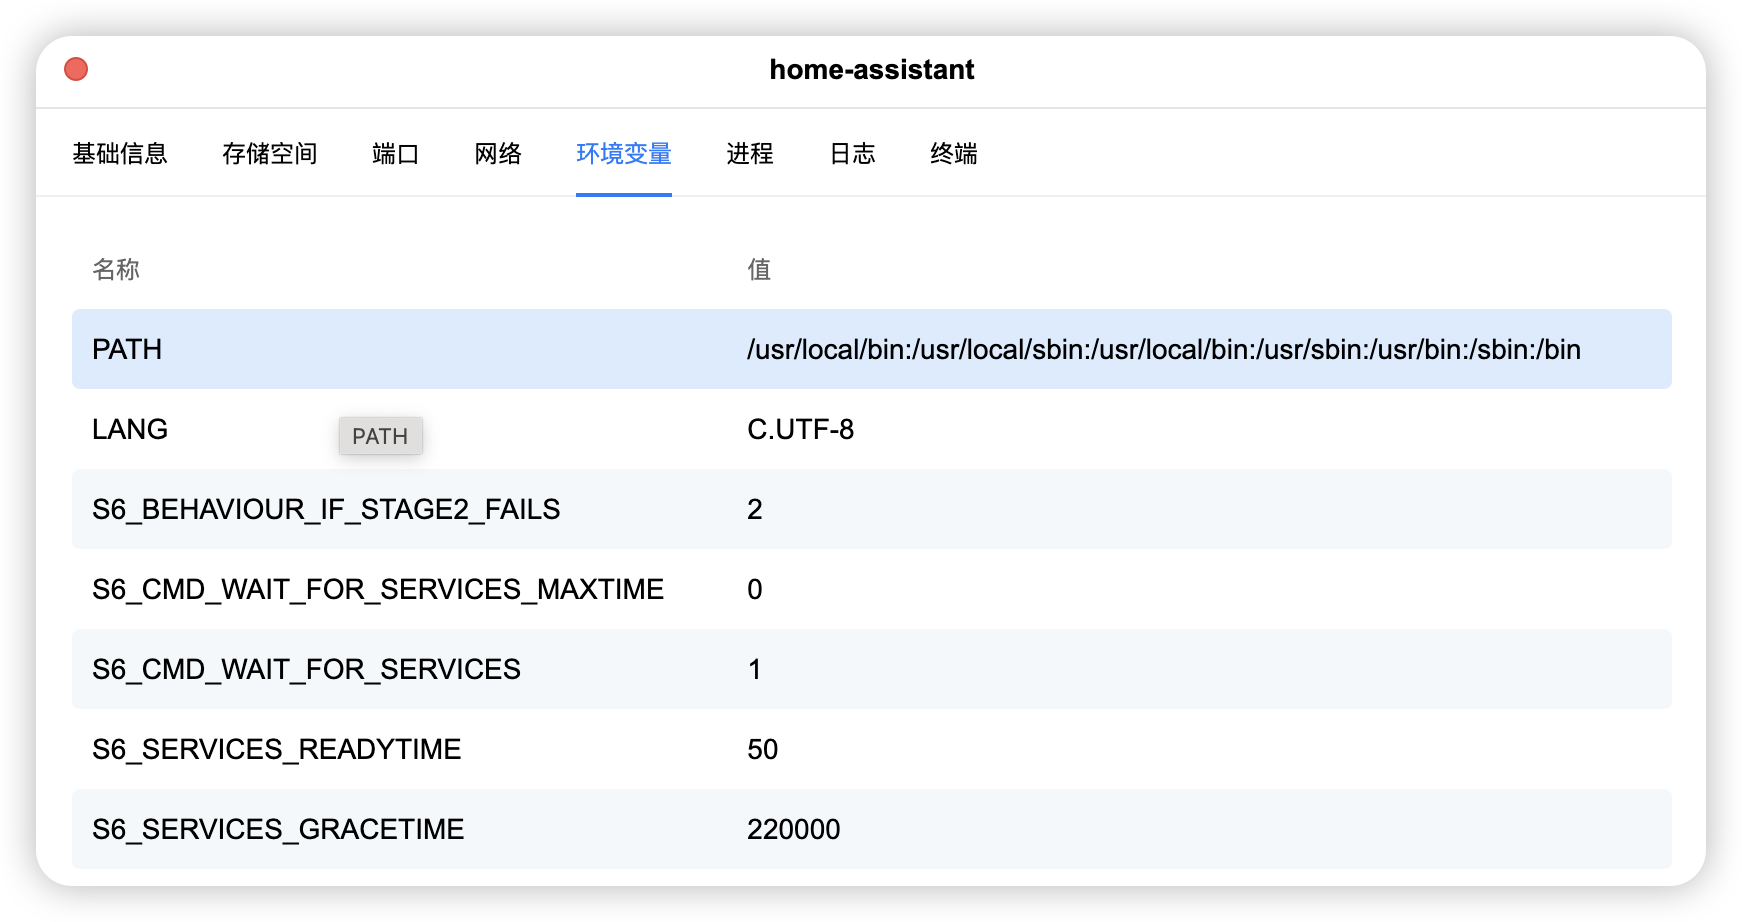 home-assistant
基础信息 存储空间 端口 网络 环境变量 进程 日志 终端
名称 值
PATH /usr/local/bin:/usr/local/sbin:/usr/local/bin:/usr/sbin:/usr/bin:/sbin:/bin
LANG PATH C.UTF-8
S6_BEHAVIOUR_IF_STAGE2_FAILS 2
S6_CMD_WAIT_FOR_SERVICES_MAXTIME 0
S6_CMD_WAIT_FOR_SERVICES 1
S6_SERVICES_READYTIME 50
S6_SERVICES_GRACETIME 220000